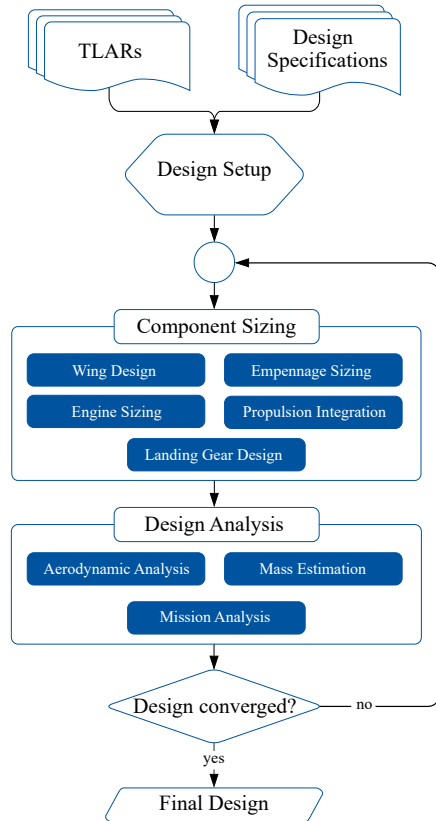 TLARs
Design
Specifications
Design Setup
Component Sizing
Wing Design
Empennage Sizing
Engine Sizing
Propulsion Integration
Landing Gear Design
Design Analysis
Aerodynamic Analysis
Mass Estimation
Mission Analysis
Design converged?
no
yes
Final Design